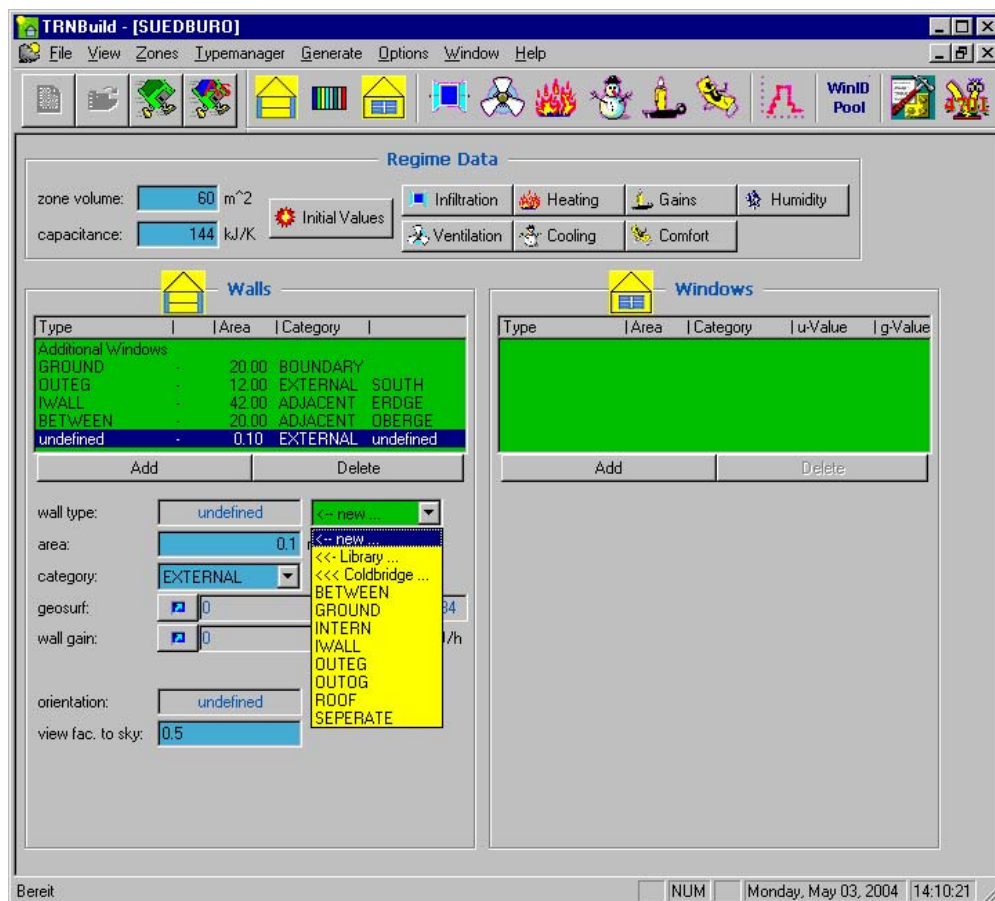 TRNBuild - [SUEDBURO]
File View Zones Typemanager Generate Options Window Help
WinID
Pool
Regime Data
zone volume: 60 m^2
Initial Values
Infiltration Heating Gains Humidity
capacitance: 144 kJ/K
Ventilation Cooling Comfort
Walls
Type | | Area | Category |
Additional Windows
GROUND - 20.00 BOUNDARY
OUTEG - 12.00 EXTERNAL SOUTH
IWALL - 42.00 ADJACENT ERDGE
BETWEEN - 20.00 ADJACENT OBERGE
undefined - 0.10 EXTERNAL undefined
Add Delete
Windows
Type | Area | Category | u-Value | g-Value
Add Delete
wall type: undefined <-- new ...
area: 0.1
category: EXTERNAL
geosurf: 0
wall gain: 0 /h
orientation: undefined
view fac. to sky: 0.5
<-- new ...
<<- Library ...
<<< Coldbridge ...
BETWEEN
GROUND
INTERN
IWALL
OUTEG
OUTOG
ROOF
SEPERATE
Bereit NUM Monday, May 03, 2004 14:10:21